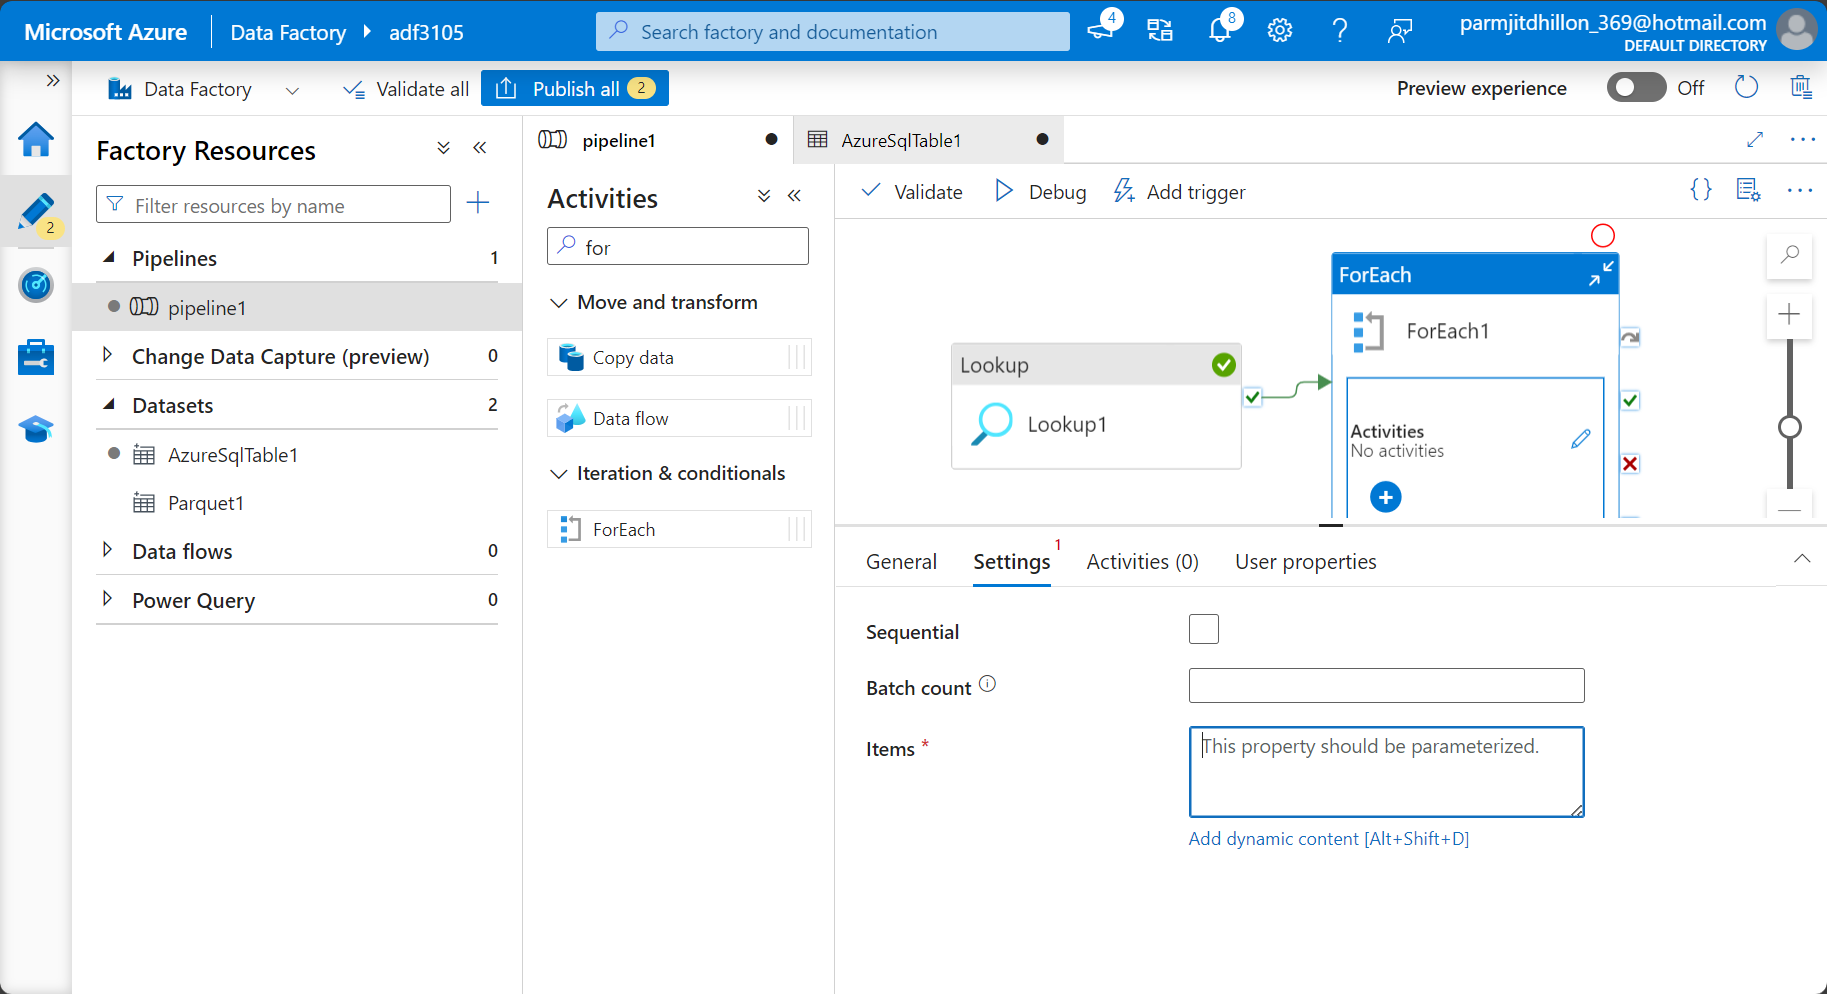 Microsoft Azure
Data Factory
adf3105
Search factory and documentation
4
8
parmjitdhillon_369@hotmail.com
DEFAULT DIRECTORY
Data Factory
Validate all
Publish all
2
Preview experience
Off
2
Factory Resources
Filter resources by name
Pipelines
1
pipeline1
Change Data Capture (preview)
0
Datasets
2
AzureSqlTable1
Parquet1
Data flows
0
Power Query
0
pipeline1
AzureSqlTable1
Activities
for
Move and transform
Copy data
Data flow
Iteration & conditionals
ForEach
Validate
Debug
Add trigger
{}
Lookup
Lookup1
ForEach
ForEach1
Activities
No activities
General
Settings
1
Activities (0)
User properties
Sequential
Batch count
Items *
This property should be parameterized.
Add dynamic content [Alt+Shift+D]